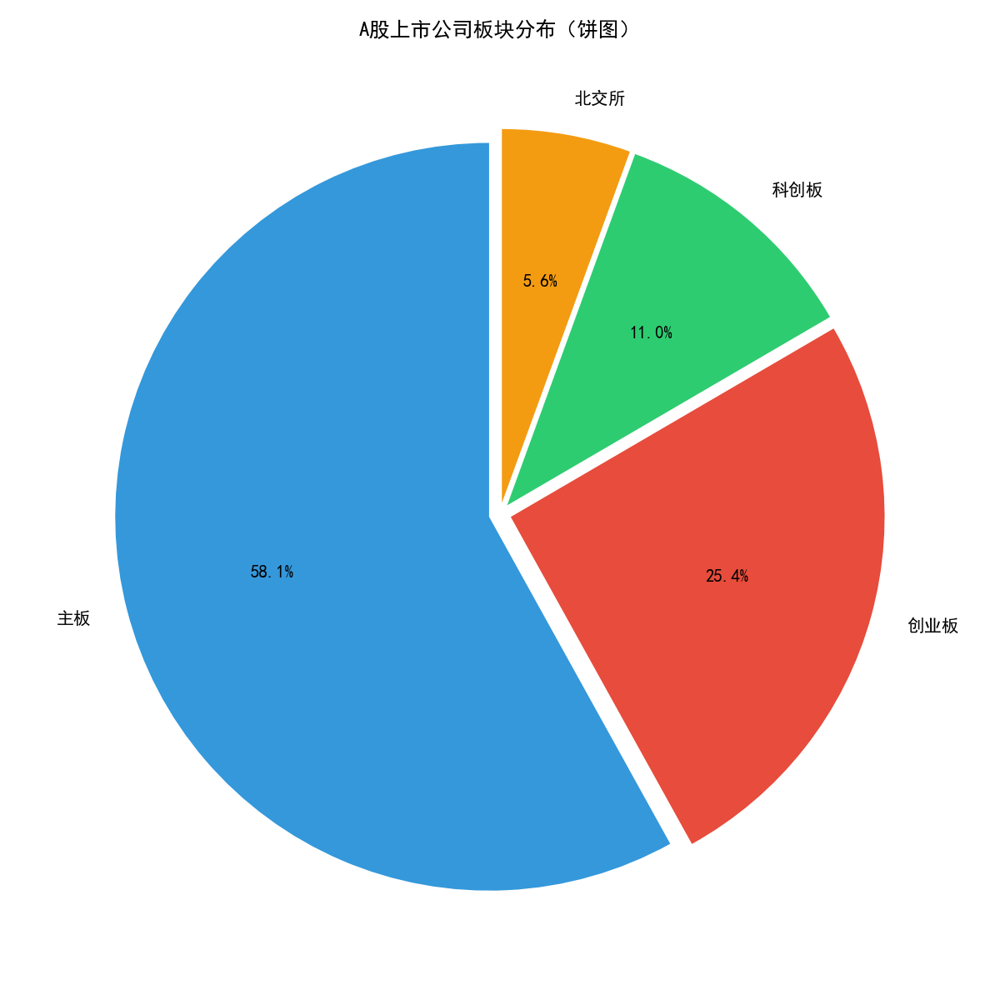 A股上市公司板块分布（饼图）
北交所
科创板
5.6%
11.0%
58.1%
25.4%
主板
创业板